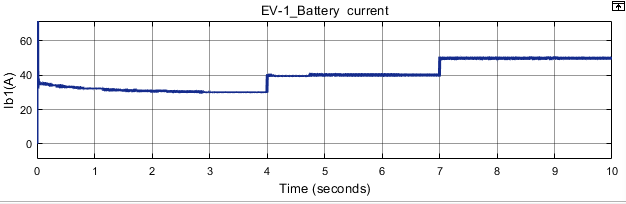 EV-1_Battery current
60
40
20
0
Ib1(A)
0 1 2 3 4 5 6 7 8 9 10
Time (seconds)